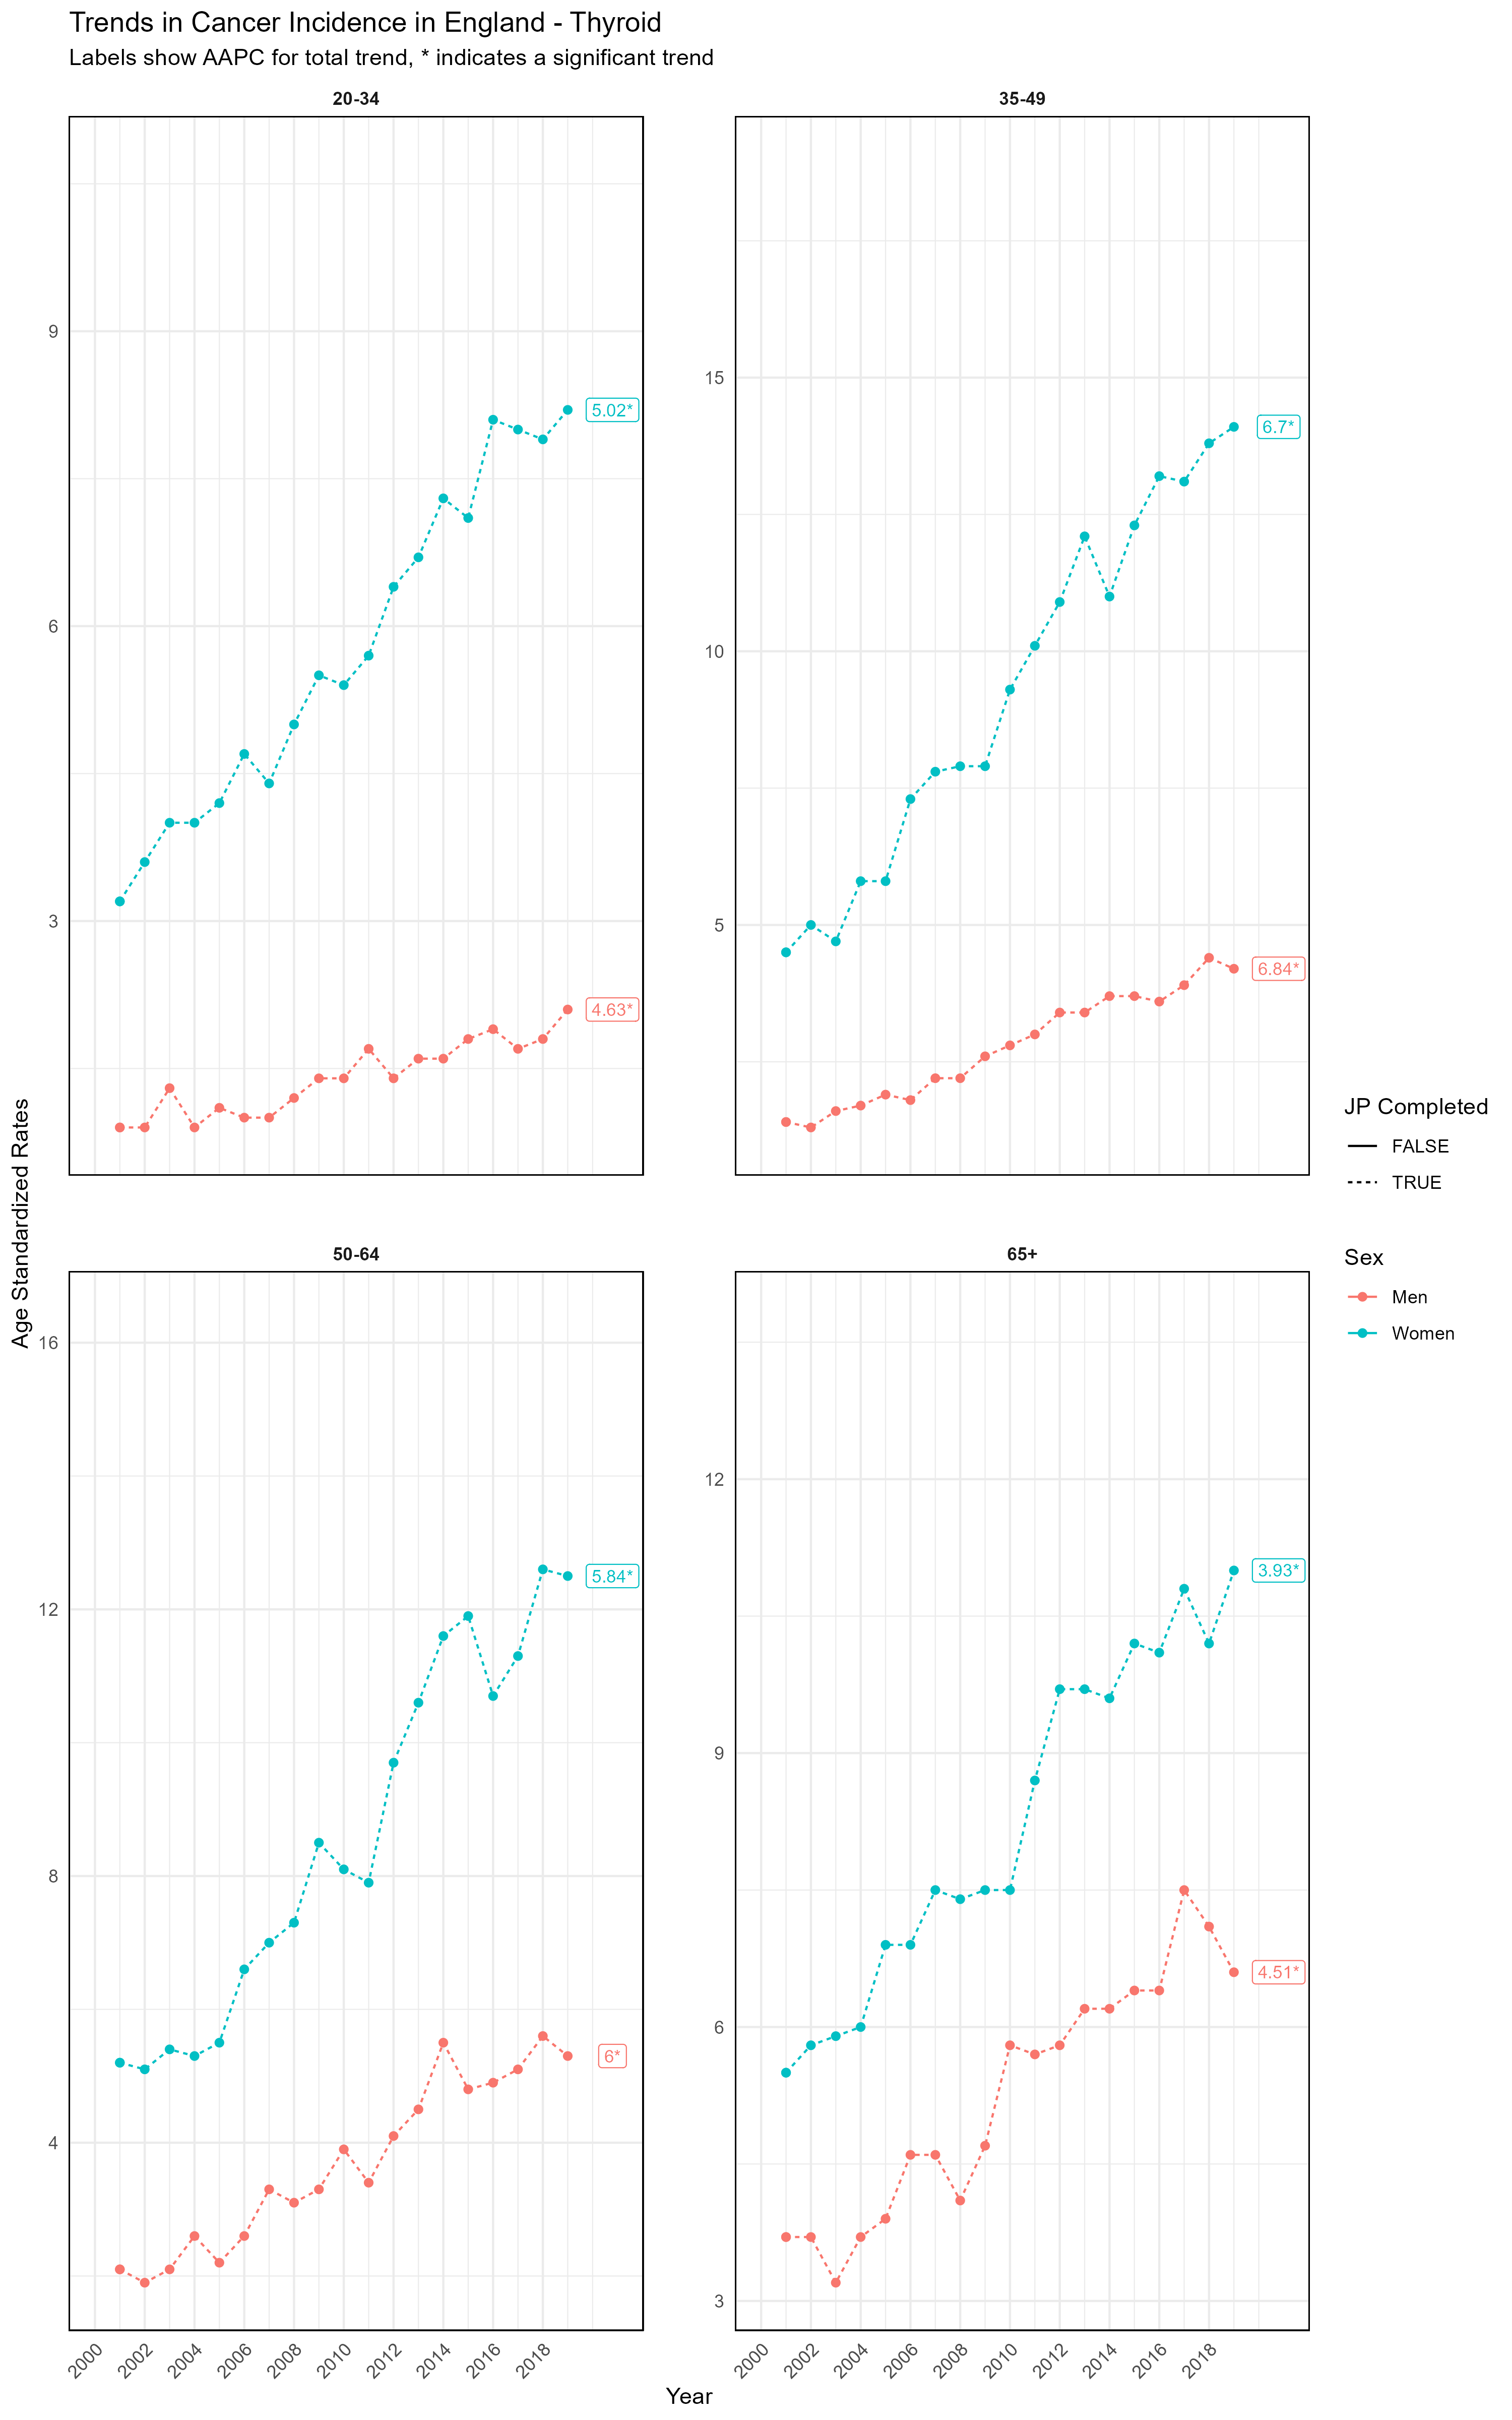 Trends in Cancer Incidence in England - Thyroid
Labels show AAPC for total trend, * indicates a significant trend
20-34
35-49
9
6
3
5.02*
4.63*
15
10
5
6.7*
6.84*
Age Standardized Rates
JP Completed
FALSE
TRUE
Sex
Men
Women
50-64
65+
16
12
8
4
5.84*
6*
12
9
6
3
3.93*
4.51*
2000 2002 2004 2006 2008 2010 2012 2014 2016 2018
2000 2002 2004 2006 2008 2010 2012 2014 2016 2018
Year